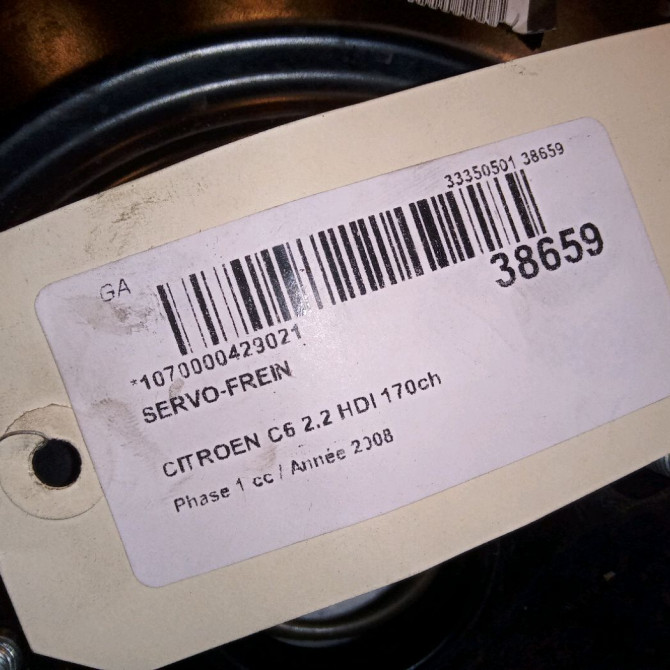 33350501 38659
GA
38659
*1070000429021
SERVO-FREIN
CITROEN C6 2.2 HDI 170ch
Phase 1 cc / Année 2008